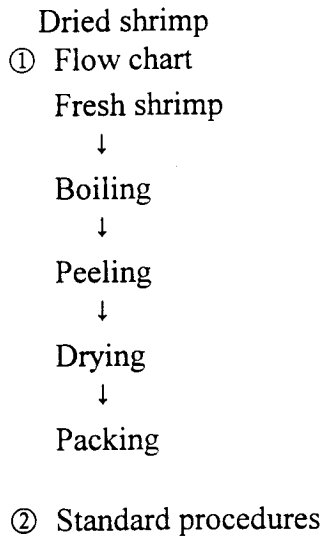 Dried shrimp
① Flow chart
Fresh shrimp
↓
Boiling
↓
Peeling
↓
Drying
↓
Packing
② Standard procedures